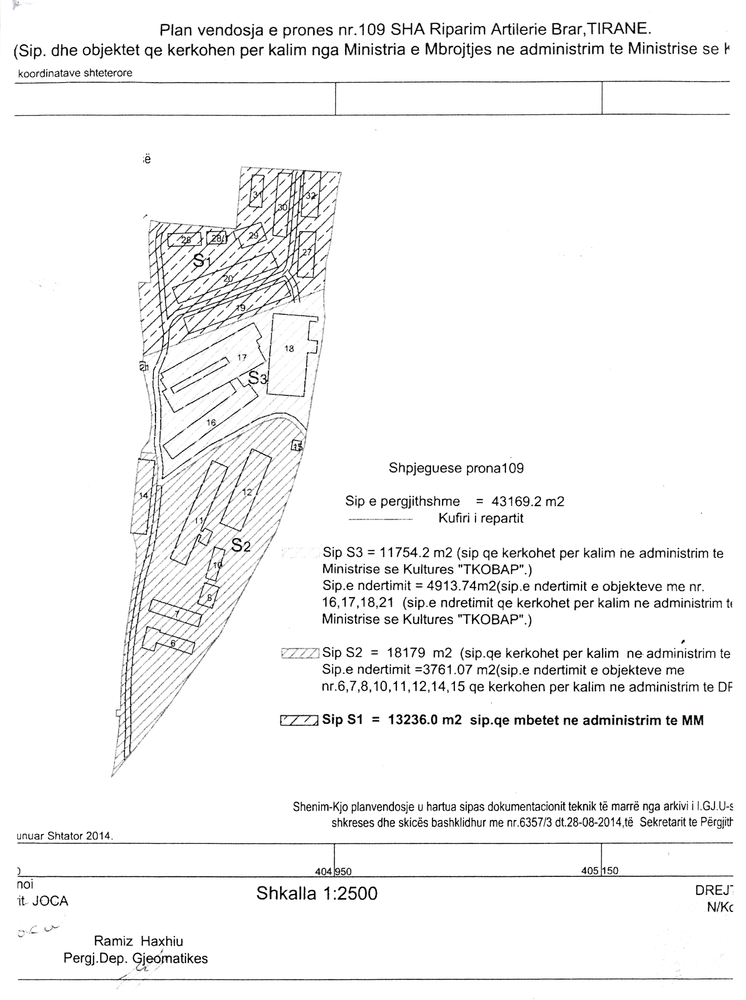 Plan vendosja e prones nr.109 SHA Riparim Artilerie Brar,TIRANE.
(Sip. dhe objektet qe kerkohen per kalim nga Ministria e Mbrojtjes ne administrim te Ministrise se
koordinatave shteterore
ë
31
30
32
28
28/1
29
27
S1
20
19
17
18
21
S3
16
15
14
12
11
S2
10
8
7
6
Shpjeguese prona109
Sip e pergjithshme = 43169.2 m2
Kufiri i repartit
Sip S3 = 11754.2 m2 (sip qe kerkohet per kalim ne administrim te
Ministrise se Kultures "TKOBAP".)
Sip.e ndertimit = 4913.74m2(sip.e ndertimit e objekteve me nr.
16,17,18,21 (sip.e ndretimit qe kerkohet per kalim ne administrim te
Ministrise se Kultures "TKOBAP".)
Sip S2 = 18179 m2 (sip.qe kerkohet per kalim ne administrim te
Sip.e ndertimit =3761.07 m2(sip.e ndertimit e objekteve me
nr.6,7,8,10,11,12,14,15 qe kerkohen per kalim ne administrim te
Sip S1 = 13236.0 m2 sip.qe mbetet ne administrim te MM
Shenim-Kjo planvendosje u hartua sipas dokumentacionit teknik të marrë nga arkivi i I.GJ.U-s
shkreses dhe skicës bashklidhur me nr.6357/3 dt.28-08-2014,të Sekretarit te Përgjith
unuar Shtator 2014.
404 950
405 150
noi
it JOCA
Shkalla 1:2500
DREJT
N/Ko
Ramiz Haxhiu
Pergj.Dep. Gjeomatikes